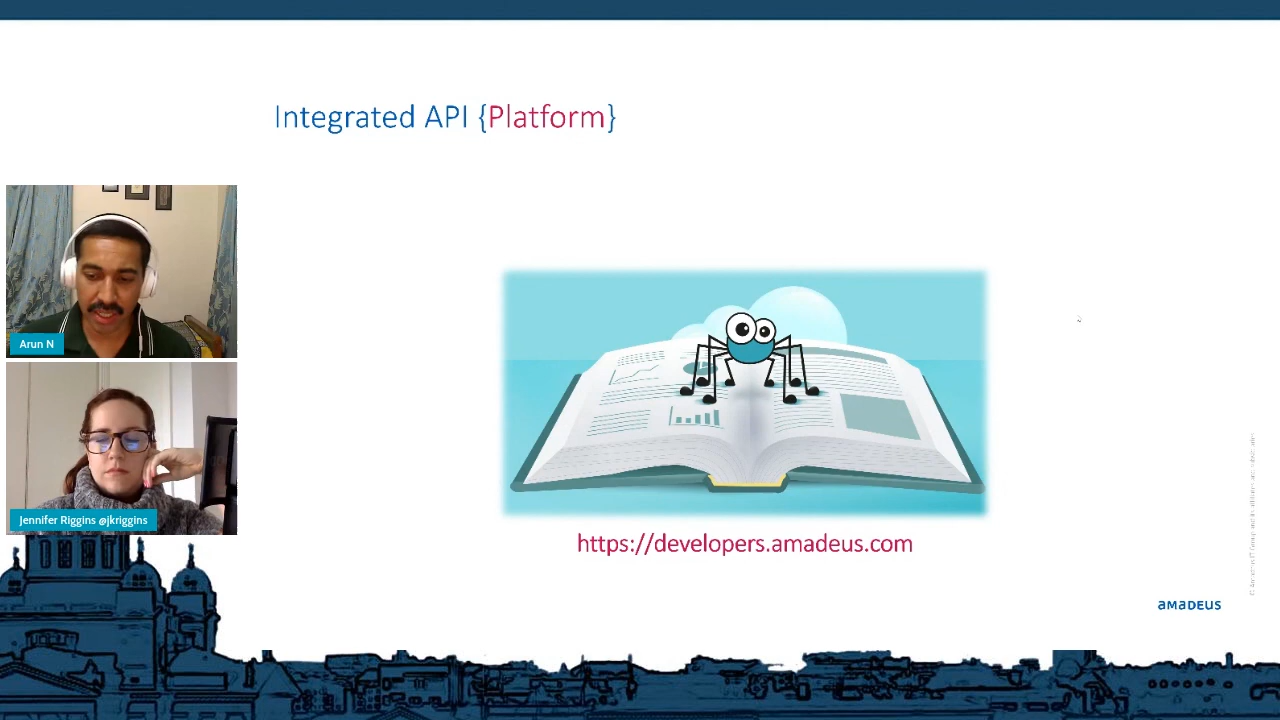 Integrated API {Platform}
Arun N
Jennifer Riggins @jkriggins
https://developers.amadeus.com
amadeus